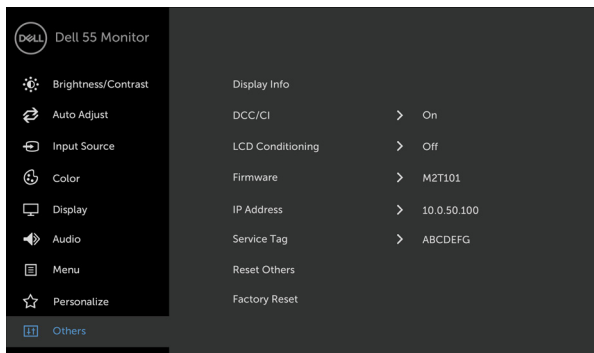 DELL Dell 55 Monitor
Brightness/Contrast
Auto Adjust
Input Source
Color
Display
Audio
Menu
Personalize
Others
Display Info
DCC/CI > On
LCD Conditioning > Off
Firmware > M2T101
IP Address > 10.0.50.100
Service Tag > ABCDEFG
Reset Others
Factory Reset